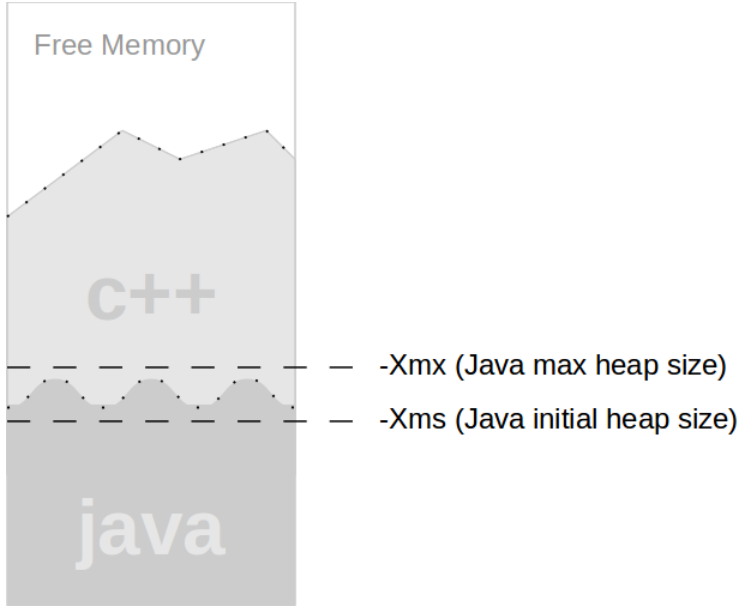 Free Memory
c++
-Xmx (Java max heap size)
-Xms (Java initial heap size)
java